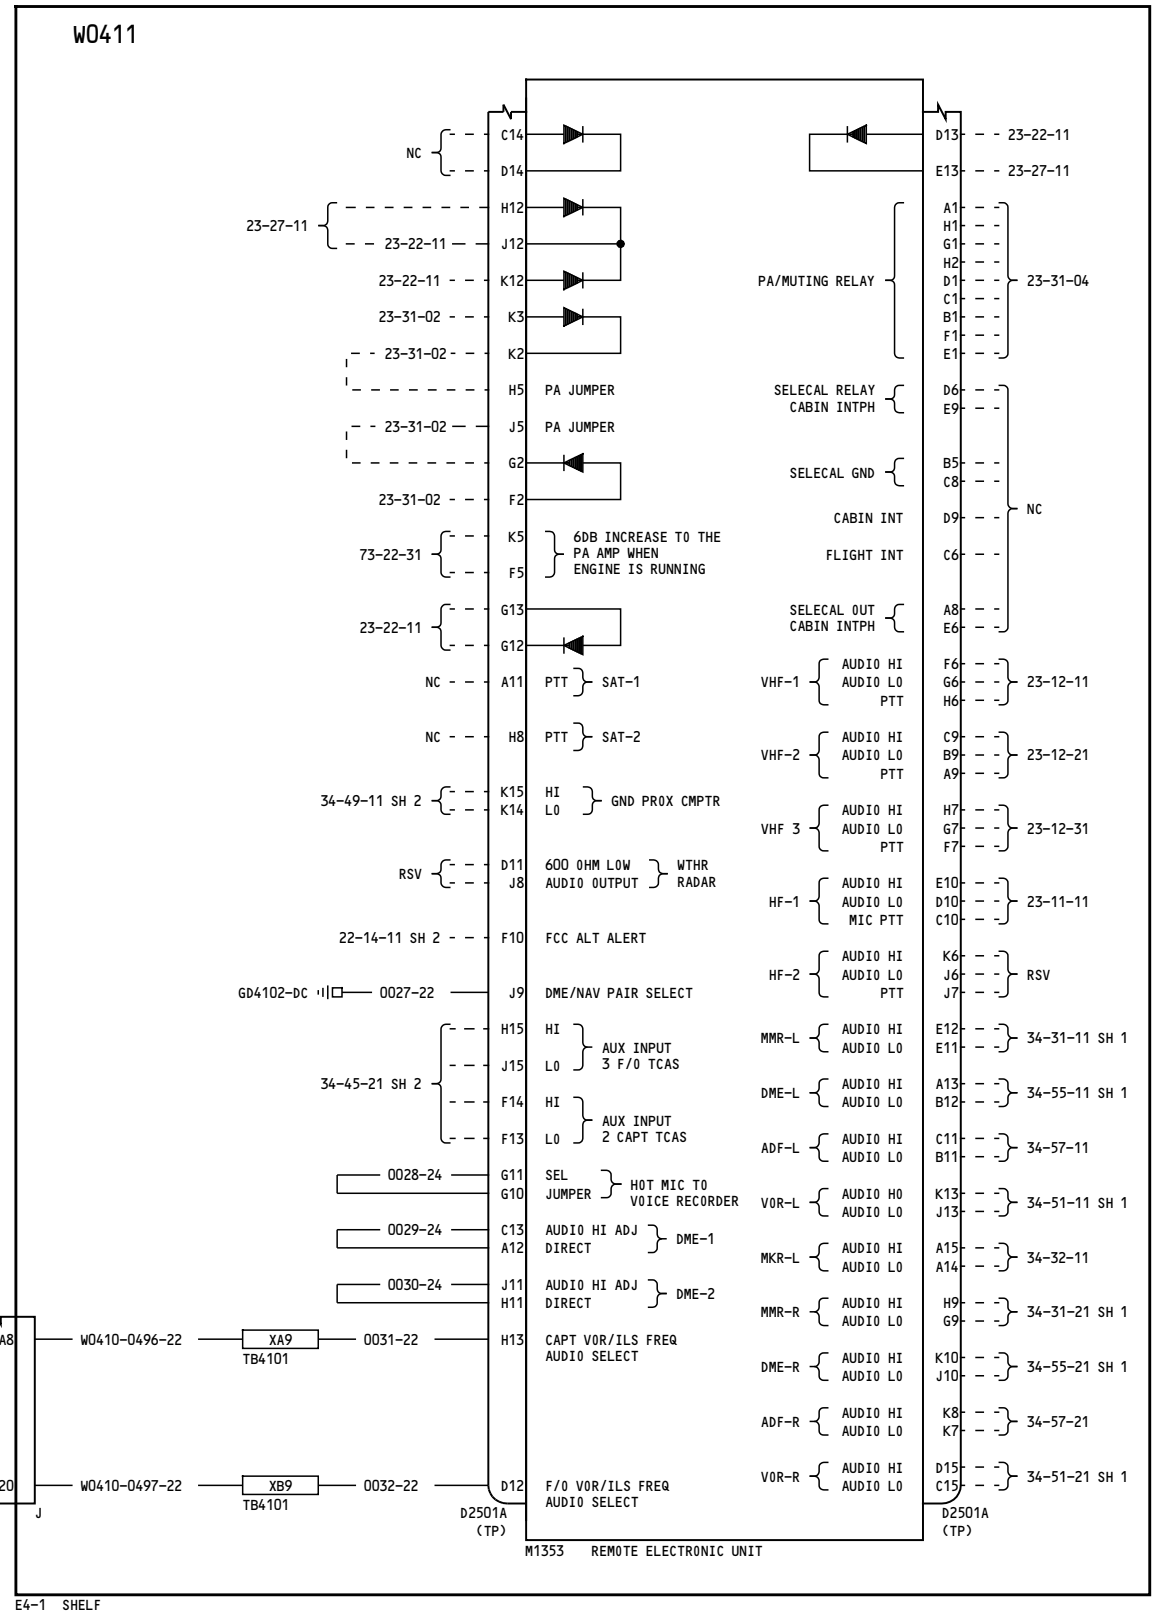 W0411
NC
C14
D14
23-27-11
H12
23-22-11
J12
23-22-11
K12
23-31-02
K3
23-31-02
K2
H5 PA JUMPER
23-31-02
J5 PA JUMPER
G2
23-31-02
F2
73-22-31
K5
F5
6DB INCREASE TO THE
PA AMP WHEN
ENGINE IS RUNNING
23-22-11
G13
G12
NC
A11 PTT SAT-1
NC
H8 PTT SAT-2
34-49-11 SH 2
K15 HI
K14 LO
GND PROX CMPTR
RSV
D11 600 OHM LOW
J8 AUDIO OUTPUT
WTHR
RADAR
22-14-11 SH 2
F10 FCC ALT ALERT
GD4102-DC
0027-22
J9 DME/NAV PAIR SELECT
34-45-21 SH 2
H15 HI
J15 LO
AUX INPUT
3 F/O TCAS
F14 HI
F13 LO
AUX INPUT
2 CAPT TCAS
0028-24
G11 SEL
G10 JUMPER
HOT MIC TO
VOICE RECORDER
0029-24
C13 AUDIO HI ADJ
A12 DIRECT
DME-1
0030-24
J11 AUDIO HI ADJ
H11 DIRECT
DME-2
A8
W0410-0496-22
XA9
TB4101
0031-22
H13 CAPT VOR/ILS FREQ
AUDIO SELECT
20
W0410-0497-22
XB9
TB4101
0032-22
D12 F/O VOR/ILS FREQ
AUDIO SELECT
J
D2501A
(TP)
D13 23-22-11
E13 23-27-11
PA/MUTING RELAY
A1
H1
G1
H2
D1
C1
B1
F1
E1
23-31-04
SELECAL RELAY
CABIN INTPH
D6
E9
SELECAL GND
B5
C8
CABIN INT D9
FLIGHT INT C6
NC
SELECAL OUT
CABIN INTPH
A8
E6
VHF-1
AUDIO HI F6
AUDIO LO G6
PTT H6
23-12-11
VHF-2
AUDIO HI C9
AUDIO LO B9
PTT A9
23-12-21
VHF 3
AUDIO HI H7
AUDIO LO G7
PTT F7
23-12-31
HF-1
AUDIO HI E10
AUDIO LO D10
MIC PTT C10
23-11-11
HF-2
AUDIO HI K6
AUDIO LO J6
PTT J7
RSV
MMR-L
AUDIO HI E12
AUDIO LO E11
34-31-11 SH 1
DME-L
AUDIO HI A13
AUDIO LO B12
34-55-11 SH 1
ADF-L
AUDIO HI C11
AUDIO LO B11
34-57-11
VOR-L
AUDIO HO K13
AUDIO LO J13
34-51-11 SH 1
MKR-L
AUDIO HI A15
AUDIO LO A14
34-32-11
MMR-R
AUDIO HI H9
AUDIO LO G9
34-31-21 SH 1
DME-R
AUDIO HI K10
AUDIO LO J10
34-55-21 SH 1
ADF-R
AUDIO HI K8
AUDIO LO K7
34-57-21
VOR-R
AUDIO HI D15
AUDIO LO C15
34-51-21 SH 1
D2501A
(TP)
M1353 REMOTE ELECTRONIC UNIT
E4-1 SHELF